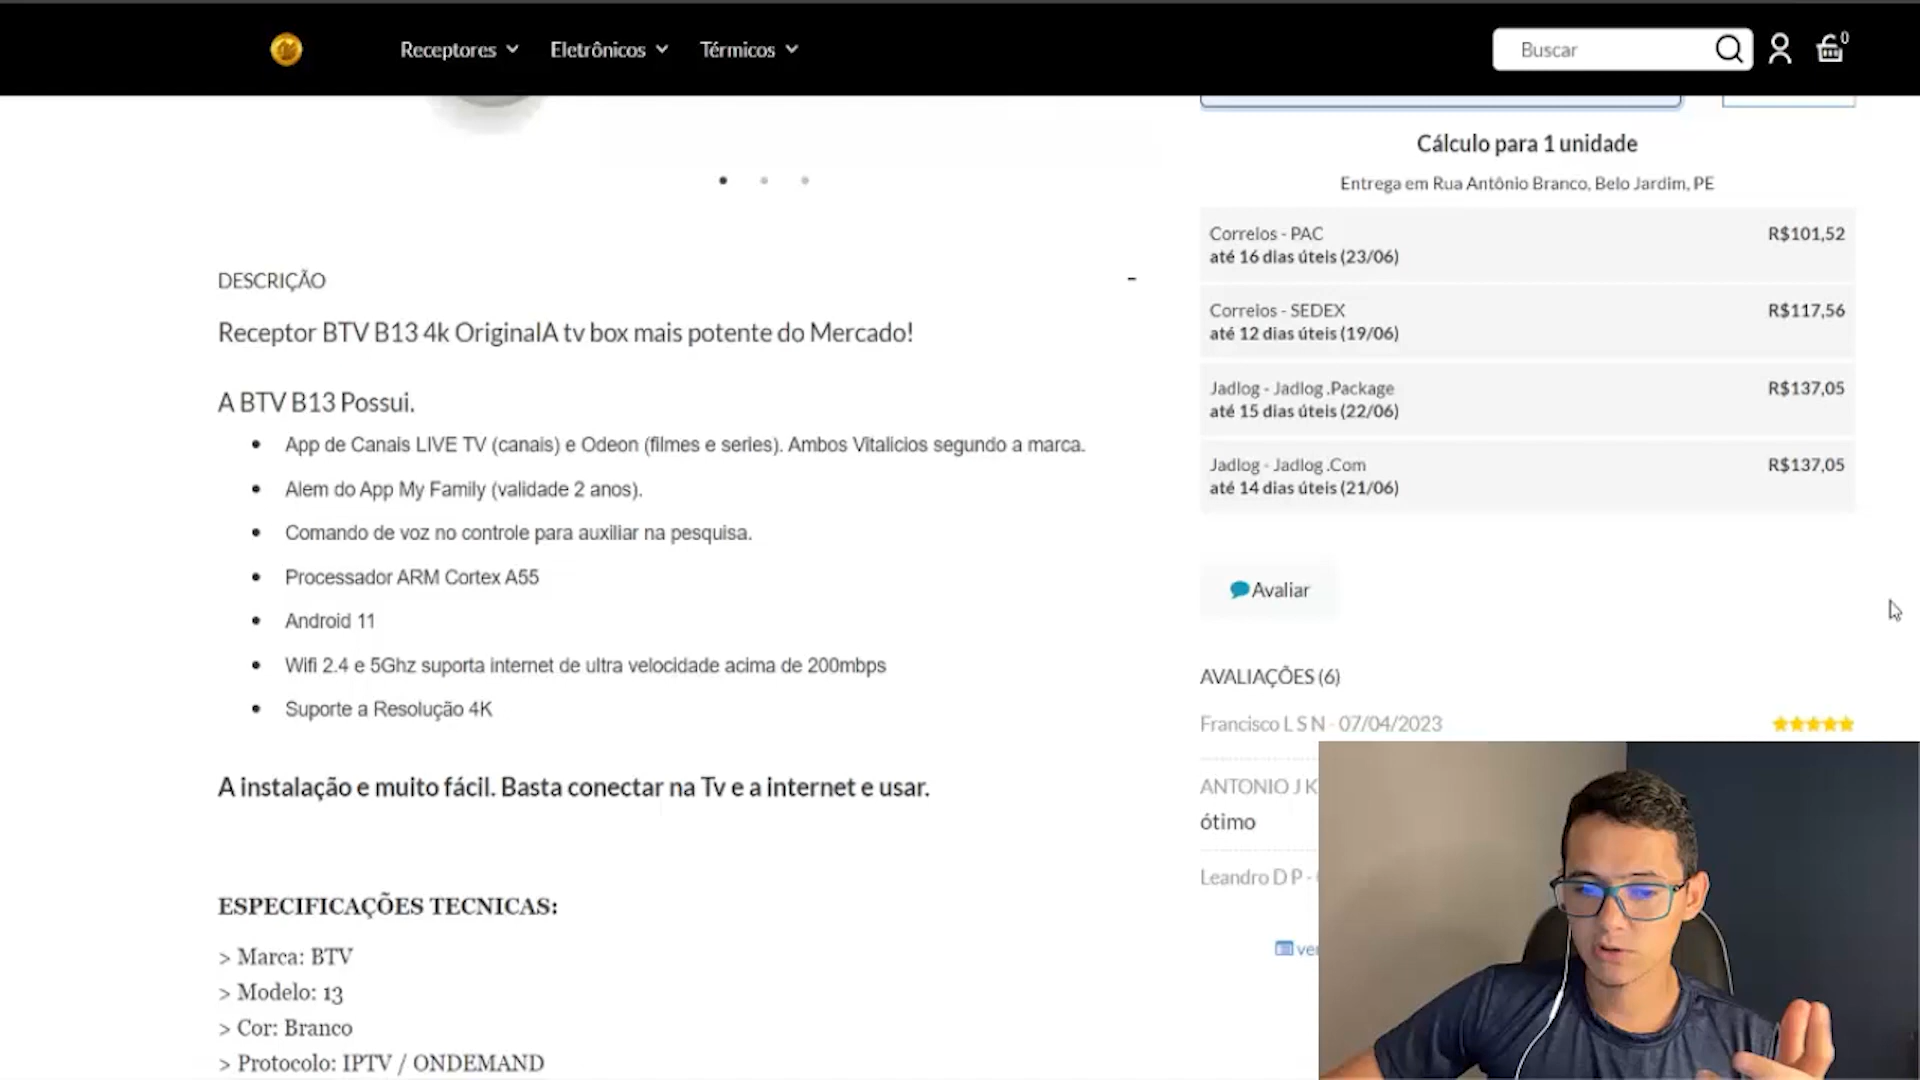 Receptores
Eletrônicos
Térmicos
Buscar
0
Cálculo para 1 unidade
Entrega em Rua Antônio Branco, Belo Jardim, PE
Correios - PAC
R$101,52
até 16 dias úteis (23/06)
Correios - SEDEX
R$117,56
até 12 dias úteis (19/06)
Jadlog - Jadlog .Package
R$137,05
até 15 dias úteis (22/06)
Jadlog - Jadlog .Com
R$137,05
até 14 dias úteis (21/06)
Avaliar
AVALIAÇÕES (6)
Francisco L S N - 07/04/2023
ANTONIO J K
ótimo
Leandro D P -
DESCRIÇÃO
-
Receptor BTV B13 4k OriginalA tv box mais potente do Mercado!
A BTV B13 Possui.
App de Canais LIVE TV (canais) e Odeon (filmes e series). Ambos Vitalicios segundo a marca.
Alem do App My Family (validade 2 anos).
Comando de voz no controle para auxiliar na pesquisa.
Processador ARM Cortex A55
Android 11
Wifi 2.4 e 5Ghz suporta internet de ultra velocidade acima de 200mbps
Suporte a Resolução 4K
A instalação e muito fácil. Basta conectar na Tv e a internet e usar.
ESPECIFICAÇÕES TECNICAS:
> Marca: BTV
> Modelo: 13
> Cor: Branco
> Protocolo: IPTV / ONDEMAND